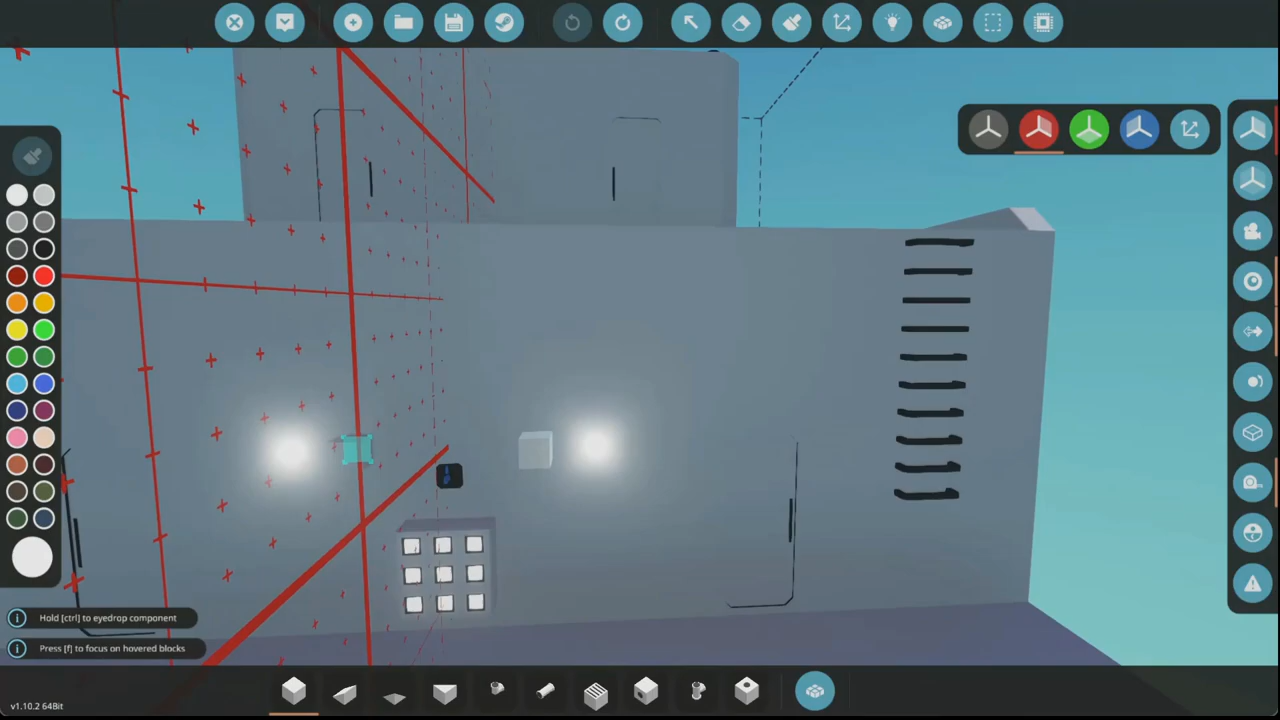 Hold [ctrl] to eyedrop component
Press [f] to focus on hovered blocks
v1.10.2 64Bit